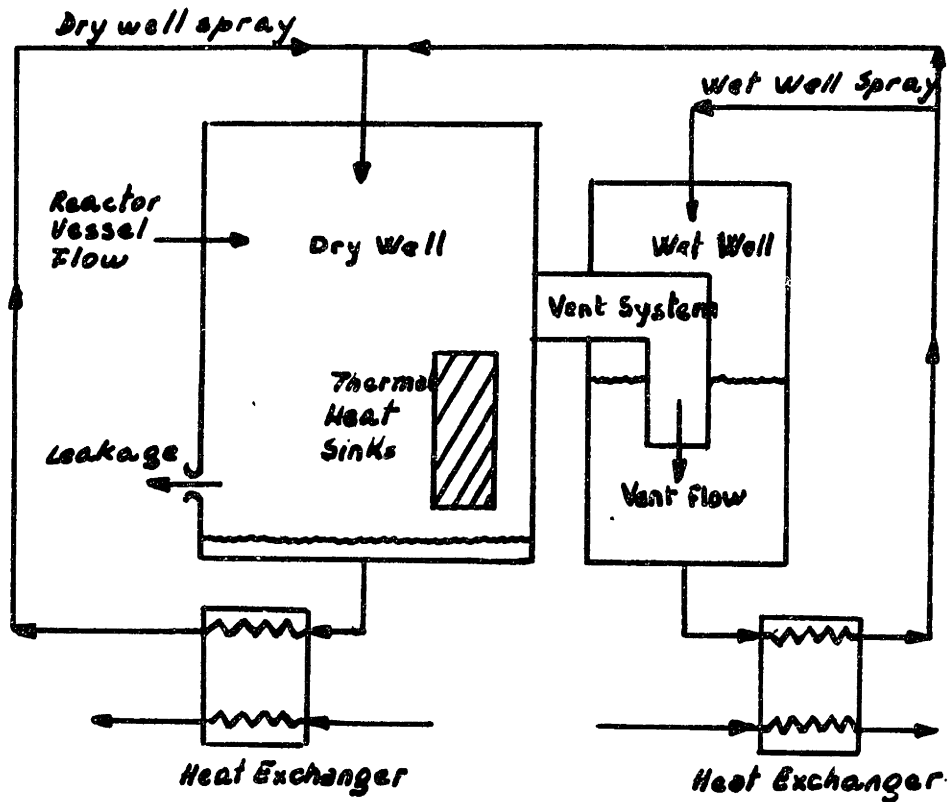 Dry well spray
Wet Well Spray
Reactor
Vessel
Flow
Dry Well
Wet Well
Vent System
Thermal
Heat
Sinks
Leakage
Vent Flow
Heat Exchanger
Heat Exchanger